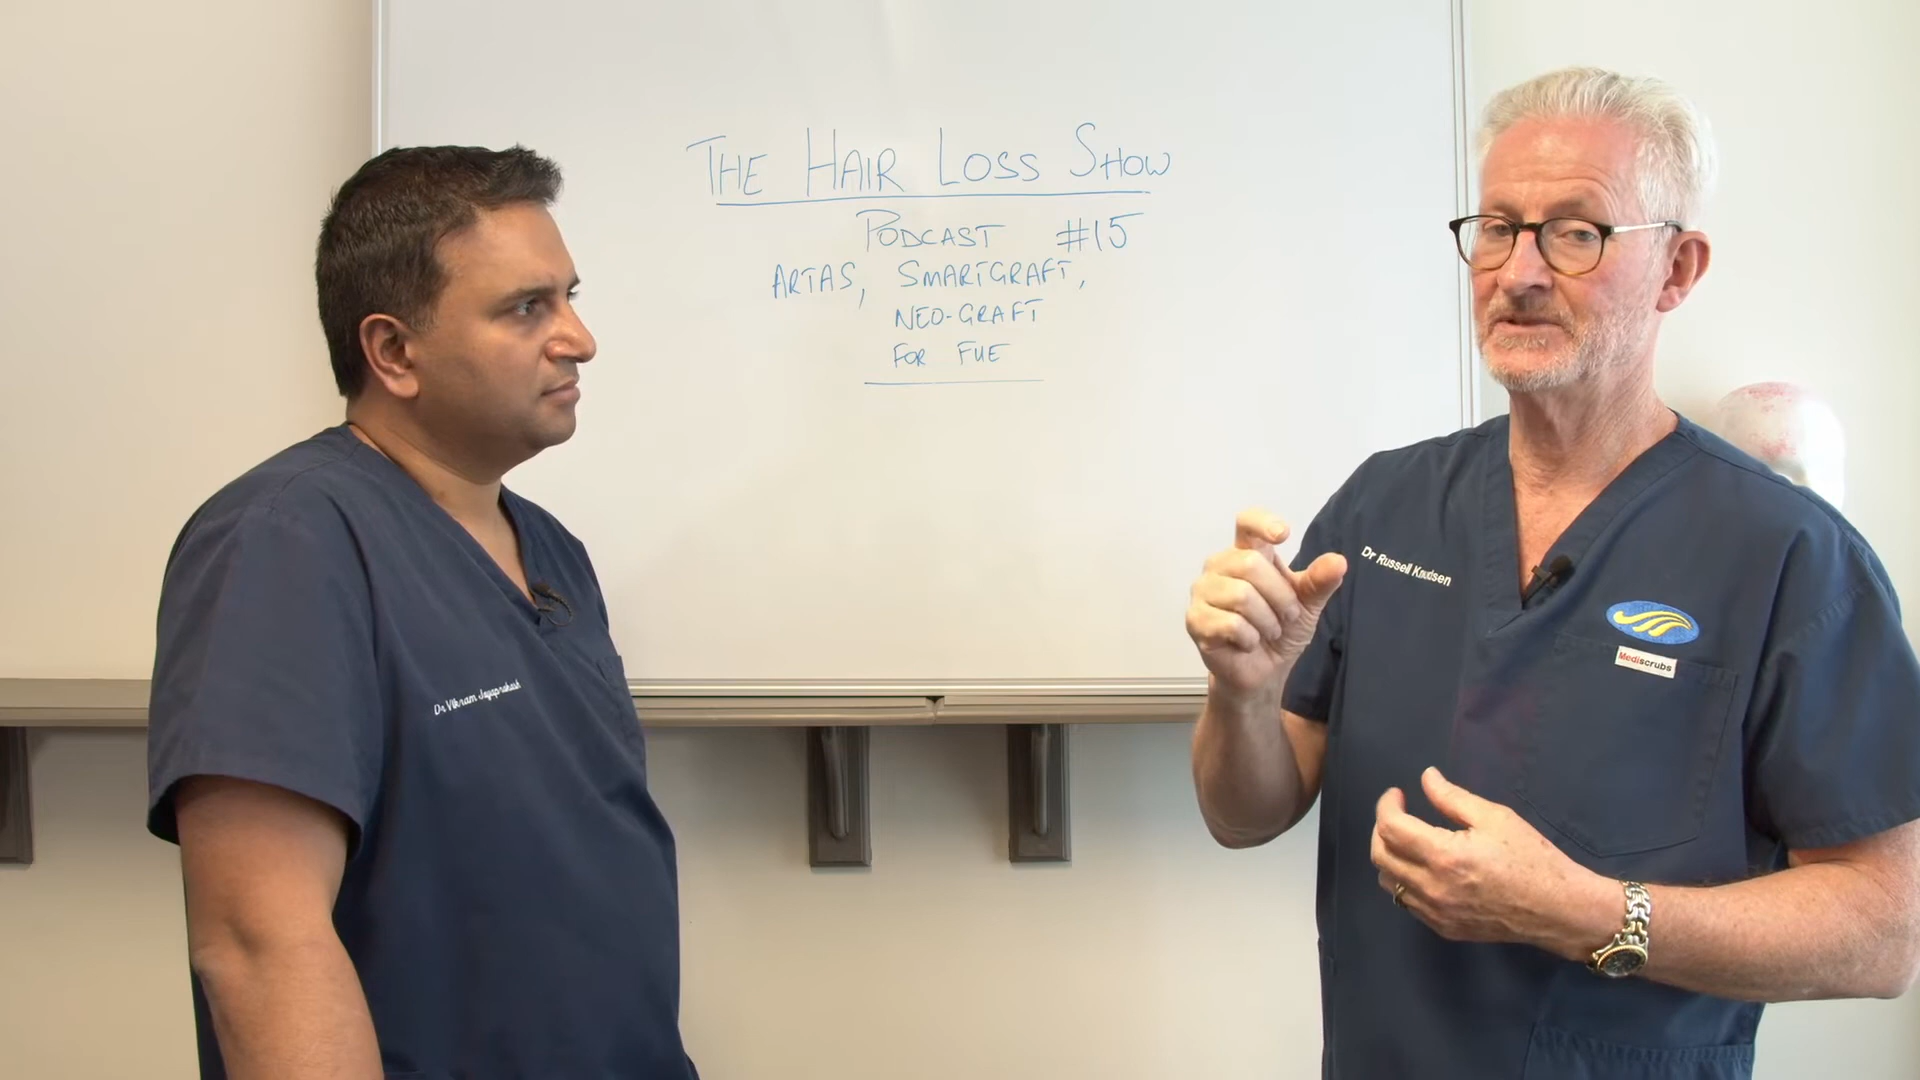 THE HAIR LOSS SHOW
PODCAST #15
ARTAS, SMARTGRAFT,
NEO-GRAFT
FOR FUE
Dr Russell Knudsen
Mediscrubs
Dr Vikram Jayaprakash